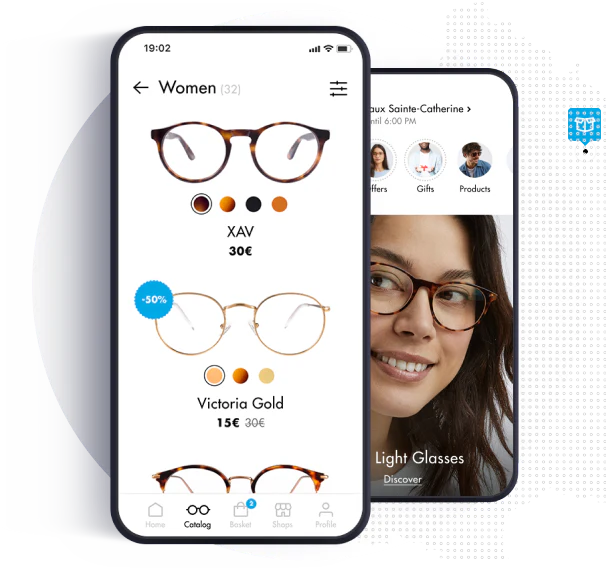 19:02
Women (32)
XAV
30€
-50%
Victoria Gold
15€ 30€
Home
Catalog
Basket
2
Shops
Profile
aux Sainte-Catherine >
ntil 6:00 PM
ffers
Gifts
Products
Light Glasses
Discover